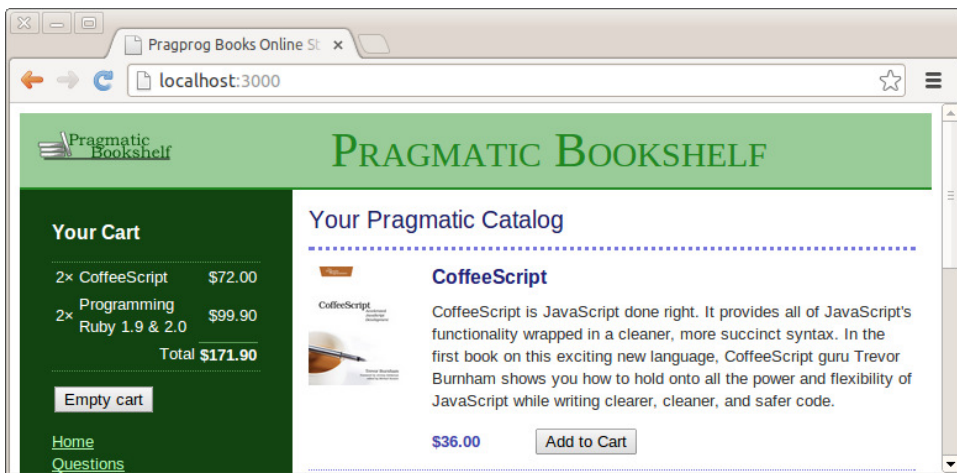 Pragprog Books Online St
localhost:3000
Pragmatic
Bookshelf
PRAGMATIC BOOKSHELF
Your Cart
2× CoffeeScript $72.00
2× Programming
Ruby 1.9 & 2.0 $99.90
Total $171.90
Empty cart
Home
Questions
Your Pragmatic Catalog
CoffeeScript
CoffeeScript
CoffeeScript is JavaScript done right. It provides all of JavaScript's
functionality wrapped in a cleaner, more succinct syntax. In the
first book on this exciting new language, CoffeeScript guru Trevor
Burnham shows you how to hold onto all the power and flexibility of
JavaScript while writing clearer, cleaner, and safer code.
$36.00 Add to Cart